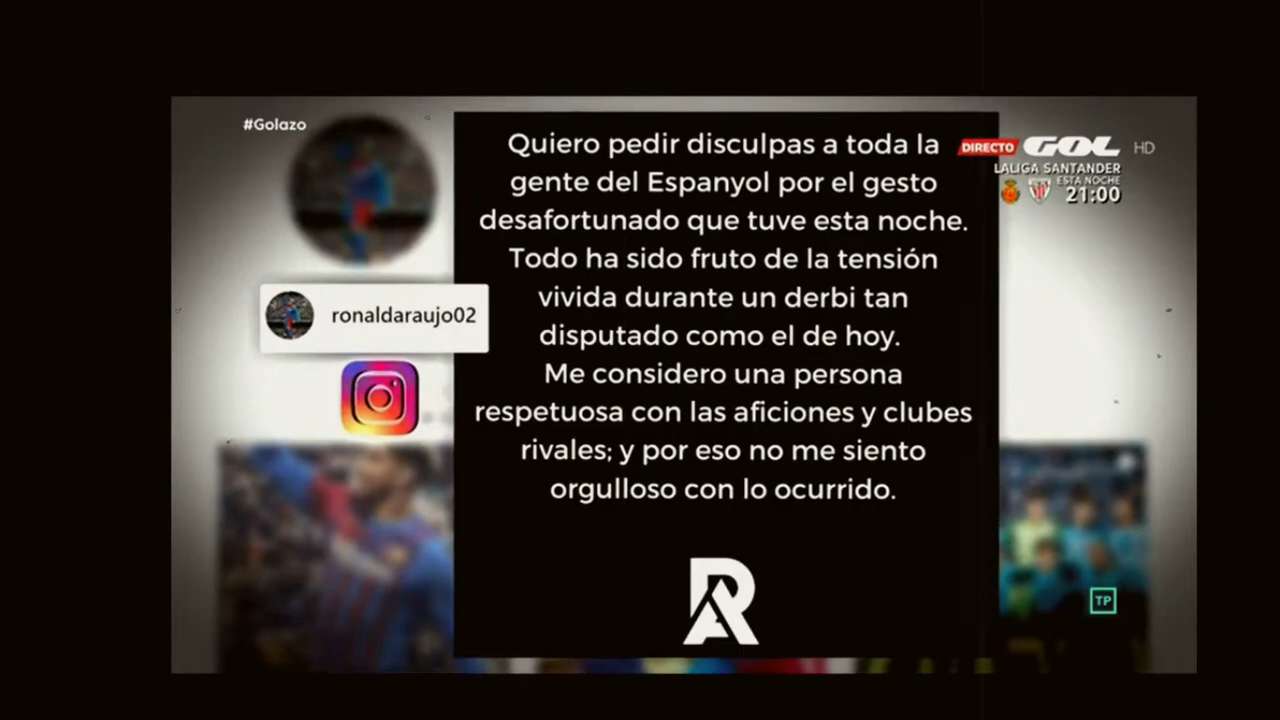 #Golazo
DIRECTO GOL HD
LALIGA SANTANDER
ESTA NOCHE
21:00
Quiero pedir disculpas a toda la
gente del Espanyol por el gesto
desafortunado que tuve esta noche.
Todo ha sido fruto de la tensión
vivida durante un derbi tan
disputado como el de hoy.
Me considero una persona
respetuosa con las aficiones y clubes
rivales; y por eso no me siento
orgulloso con lo ocurrido.
ronaldaraujo02
RA
TP